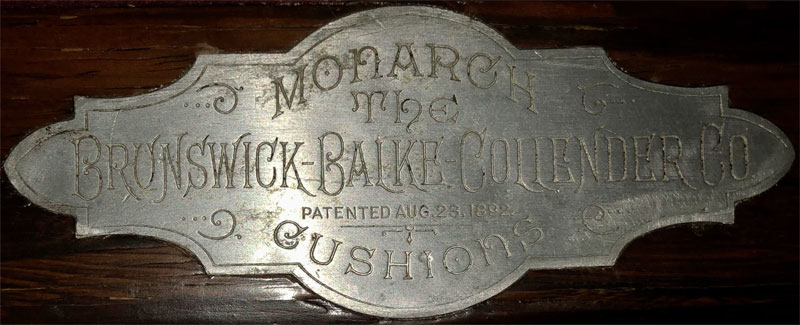 MONARCH
THE
BRUNSWICK-BALKE-COLLENDER CO
PATENTED AUG. 23. 1892
CUSHIONS